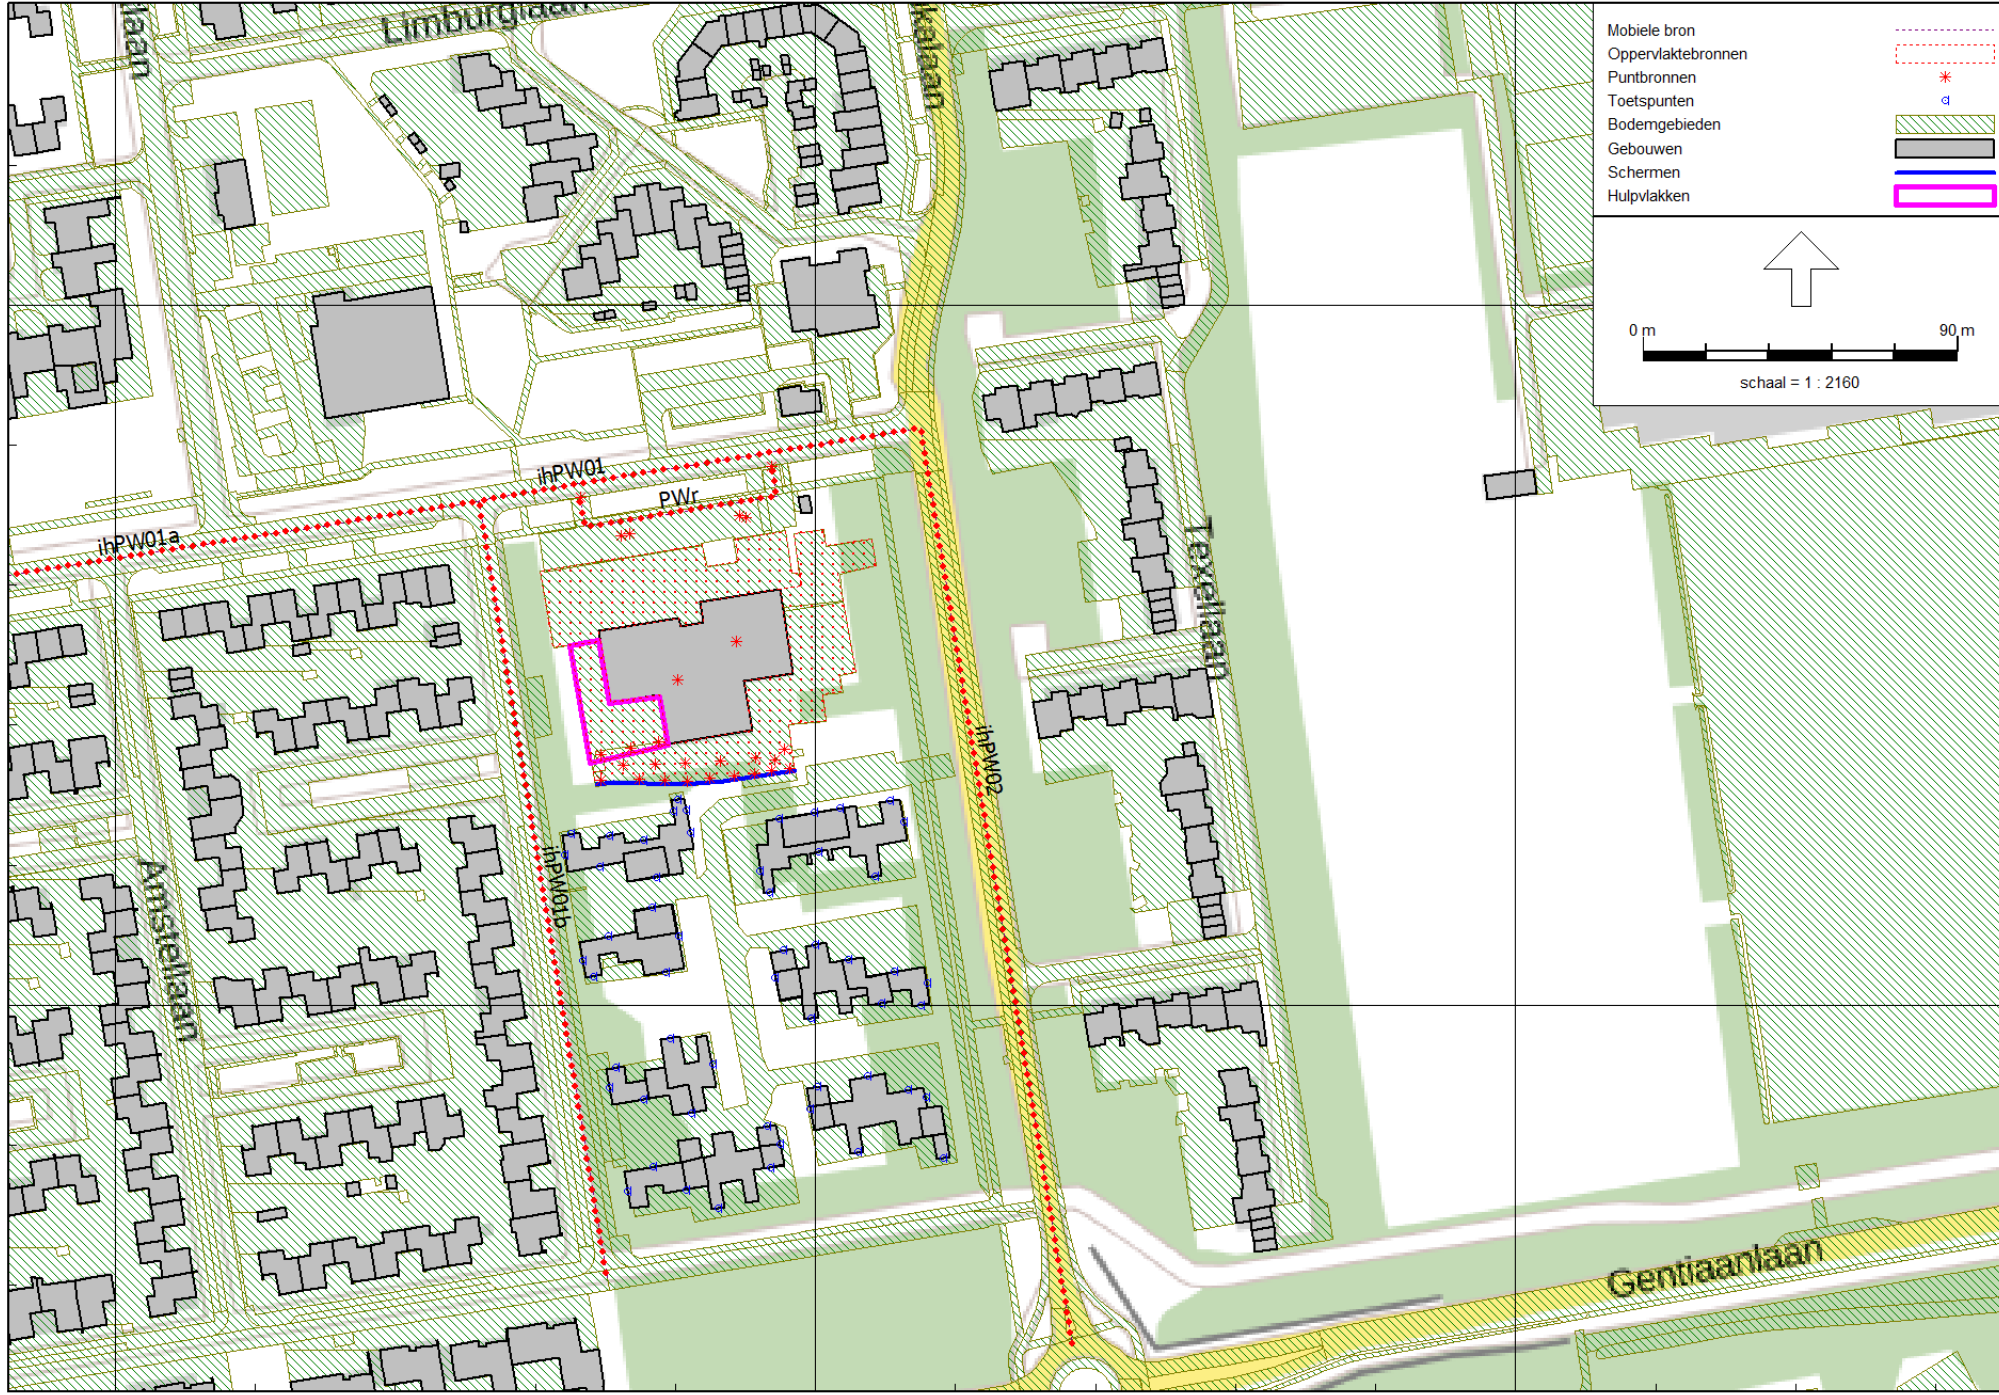 Limburglaan
laan
kalaan
Mobiele bron
Oppervlaktebronnen
Puntbronnen
Toetspunten
Bodemgebieden
Gebouwen
Schermen
Hulpvlakken
0 m
90 m
schaal = 1 : 2160
ihPW01
PWr
ihPW01a
Texellaan
ihPW02
ihPW01b
Amstellaan
Gentiaanlaan